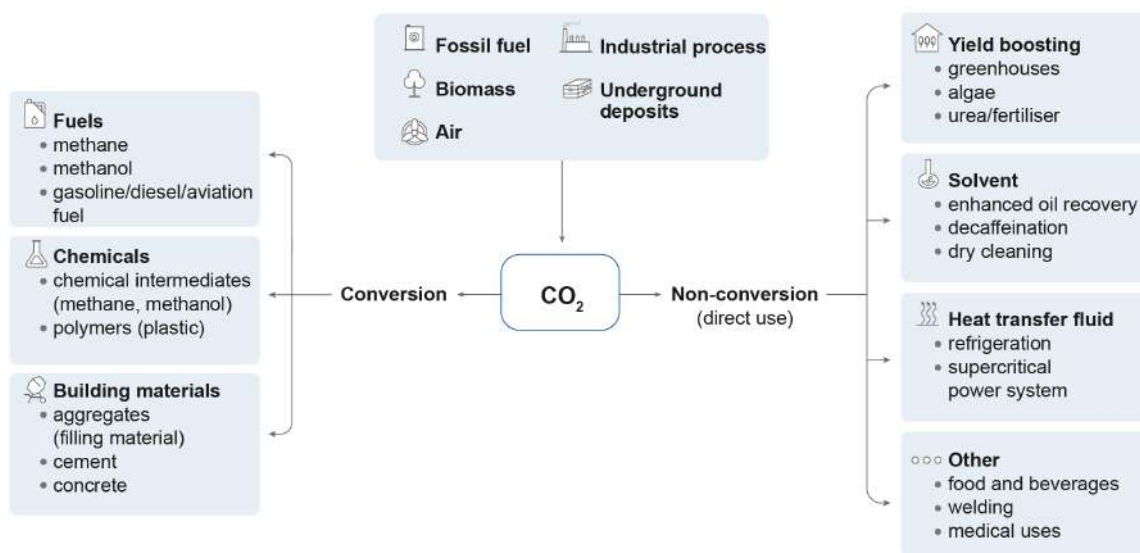 Fossil fuel
Industrial process
Biomass
Underground
deposits
Air
Fuels
• methane
• methanol
• gasoline/diesel/aviation
fuel
Chemicals
• chemical intermediates
(methane, methanol)
• polymers (plastic)
Building materials
• aggregates
(filling material)
• cement
• concrete
Conversion
CO₂
Non-conversion
(direct use)
Yield boosting
• greenhouses
• algae
• urea/fertiliser
Solvent
• enhanced oil recovery
• decaffeination
• dry cleaning
Heat transfer fluid
• refrigeration
• supercritical
power system
Other
• food and beverages
• welding
• medical uses